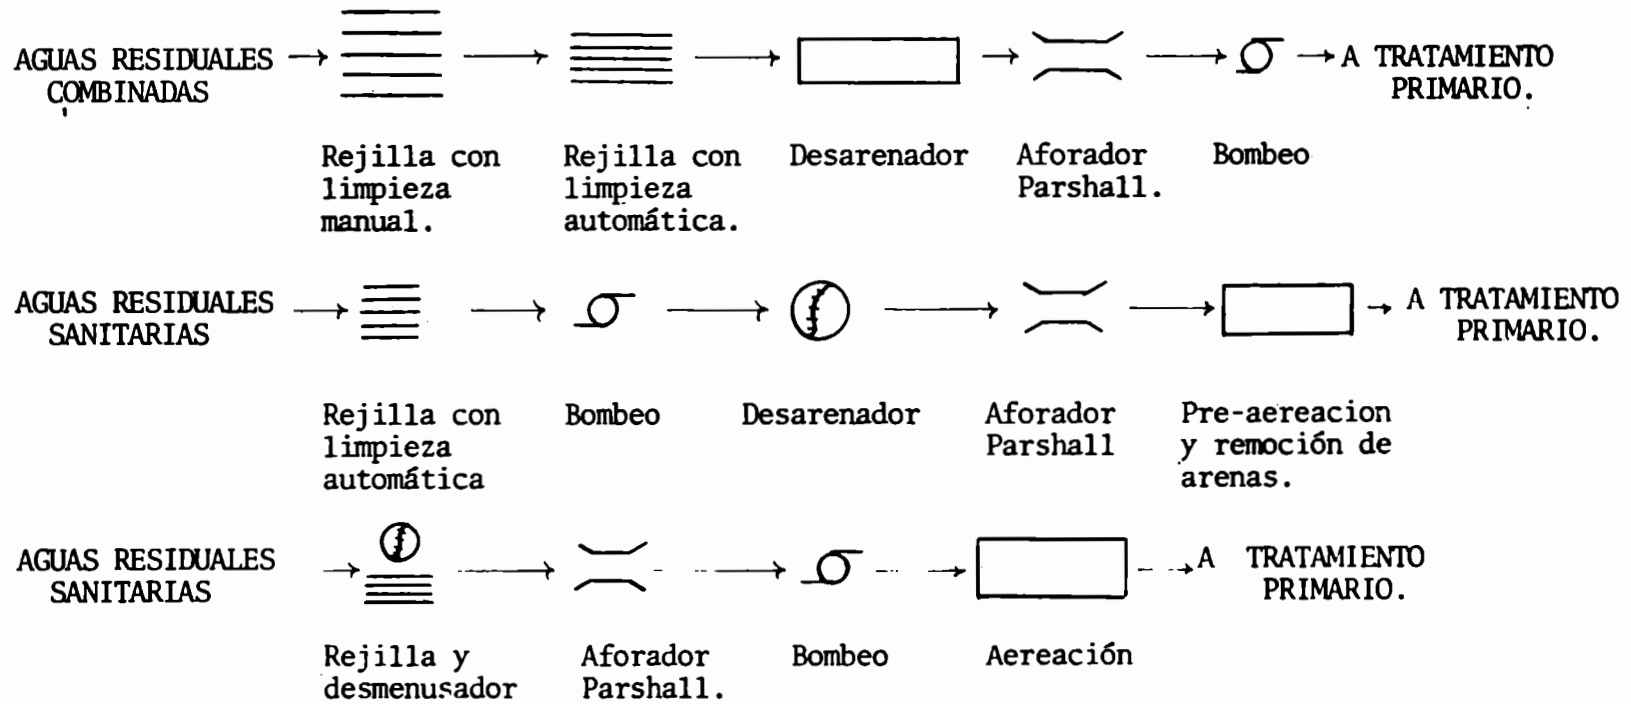 AGUAS RESIDUALES
COMBINADAS
A TRATAMIENTO
PRIMARIO.
Rejilla con
limpieza
manual.
Rejilla con
limpieza
automática.
Desarenador
Aforador
Parshall.
Bombeo
AGUAS RESIDUALES
SANITARIAS
A TRATAMIENTO
PRIMARIO.
Rejilla con
limpieza
automática
Bombeo
Desarenador
Aforador
Parshall
Pre-aereacion
y remoción de
arenas.
AGUAS RESIDUALES
SANITARIAS
A TRATAMIENTO
PRIMARIO.
Rejilla y
desmenusador
Aforador
Parshall.
Bombeo
Aereación